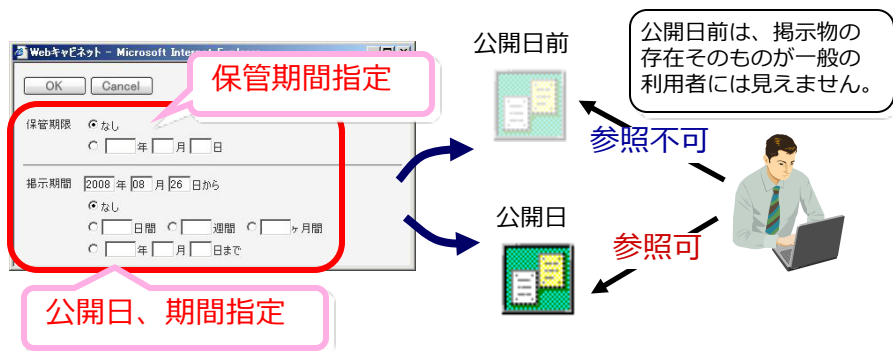 Webキャビネット - Microsoft Internet
OK Cancel
保管期間指定
保管期限 なし
年 月 日
掲示期間 2008 年 08 月 26 日から
なし
日間 週間 ヶ月間
年 月 日まで
公開日、期間指定
公開日前
公開日
参照不可
参照可
公開日前は、掲示物の
存在そのものが一般の
利用者には見えません。